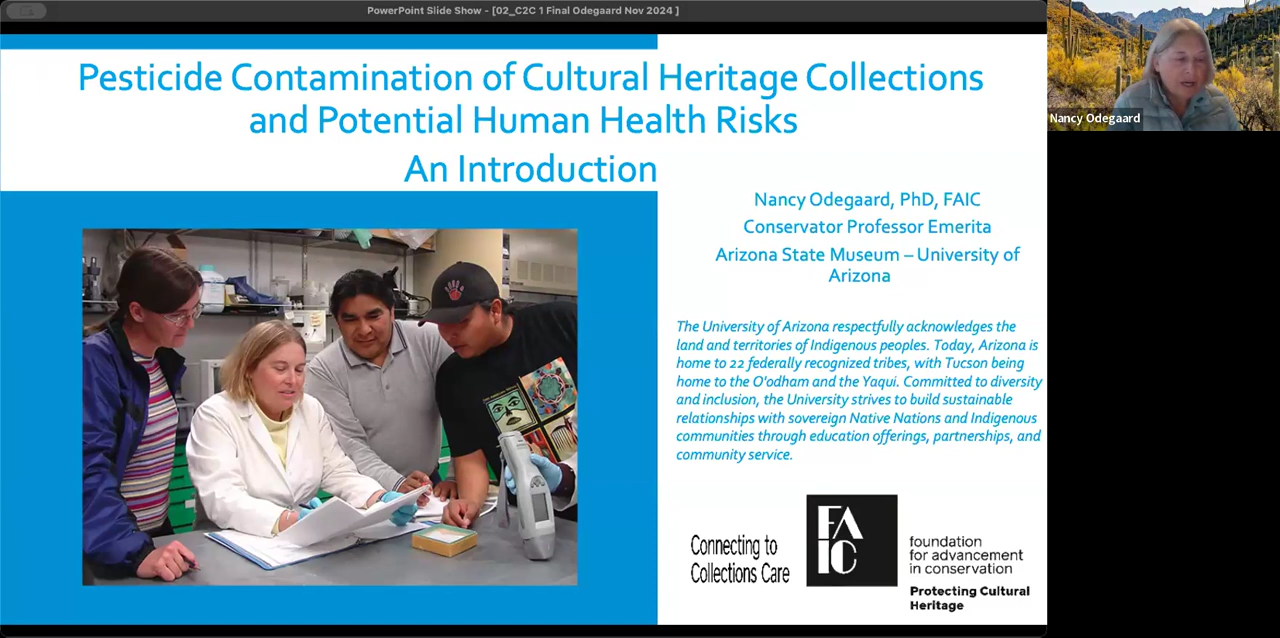 PowerPoint Slide Show - [02_C2C 1 Final Odegaard Nov 2024 ]
Pesticide Contamination of Cultural Heritage Collections
and Potential Human Health Risks
An Introduction
Nancy Odegaard
Nancy Odegaard, PhD, FAIC
Conservator Professor Emerita
Arizona State Museum – University of
Arizona
The University of Arizona respectfully acknowledges the
land and territories of Indigenous peoples. Today, Arizona is
home to 22 federally recognized tribes, with Tucson being
home to the O'odham and the Yaqui. Committed to diversity
and inclusion, the University strives to build sustainable
relationships with sovereign Native Nations and Indigenous
communities through education offerings, partnerships, and
community service.
Connecting to
Collections Care
FA
IC
foundation
for advancement
in conservation
Protecting Cultural
Heritage